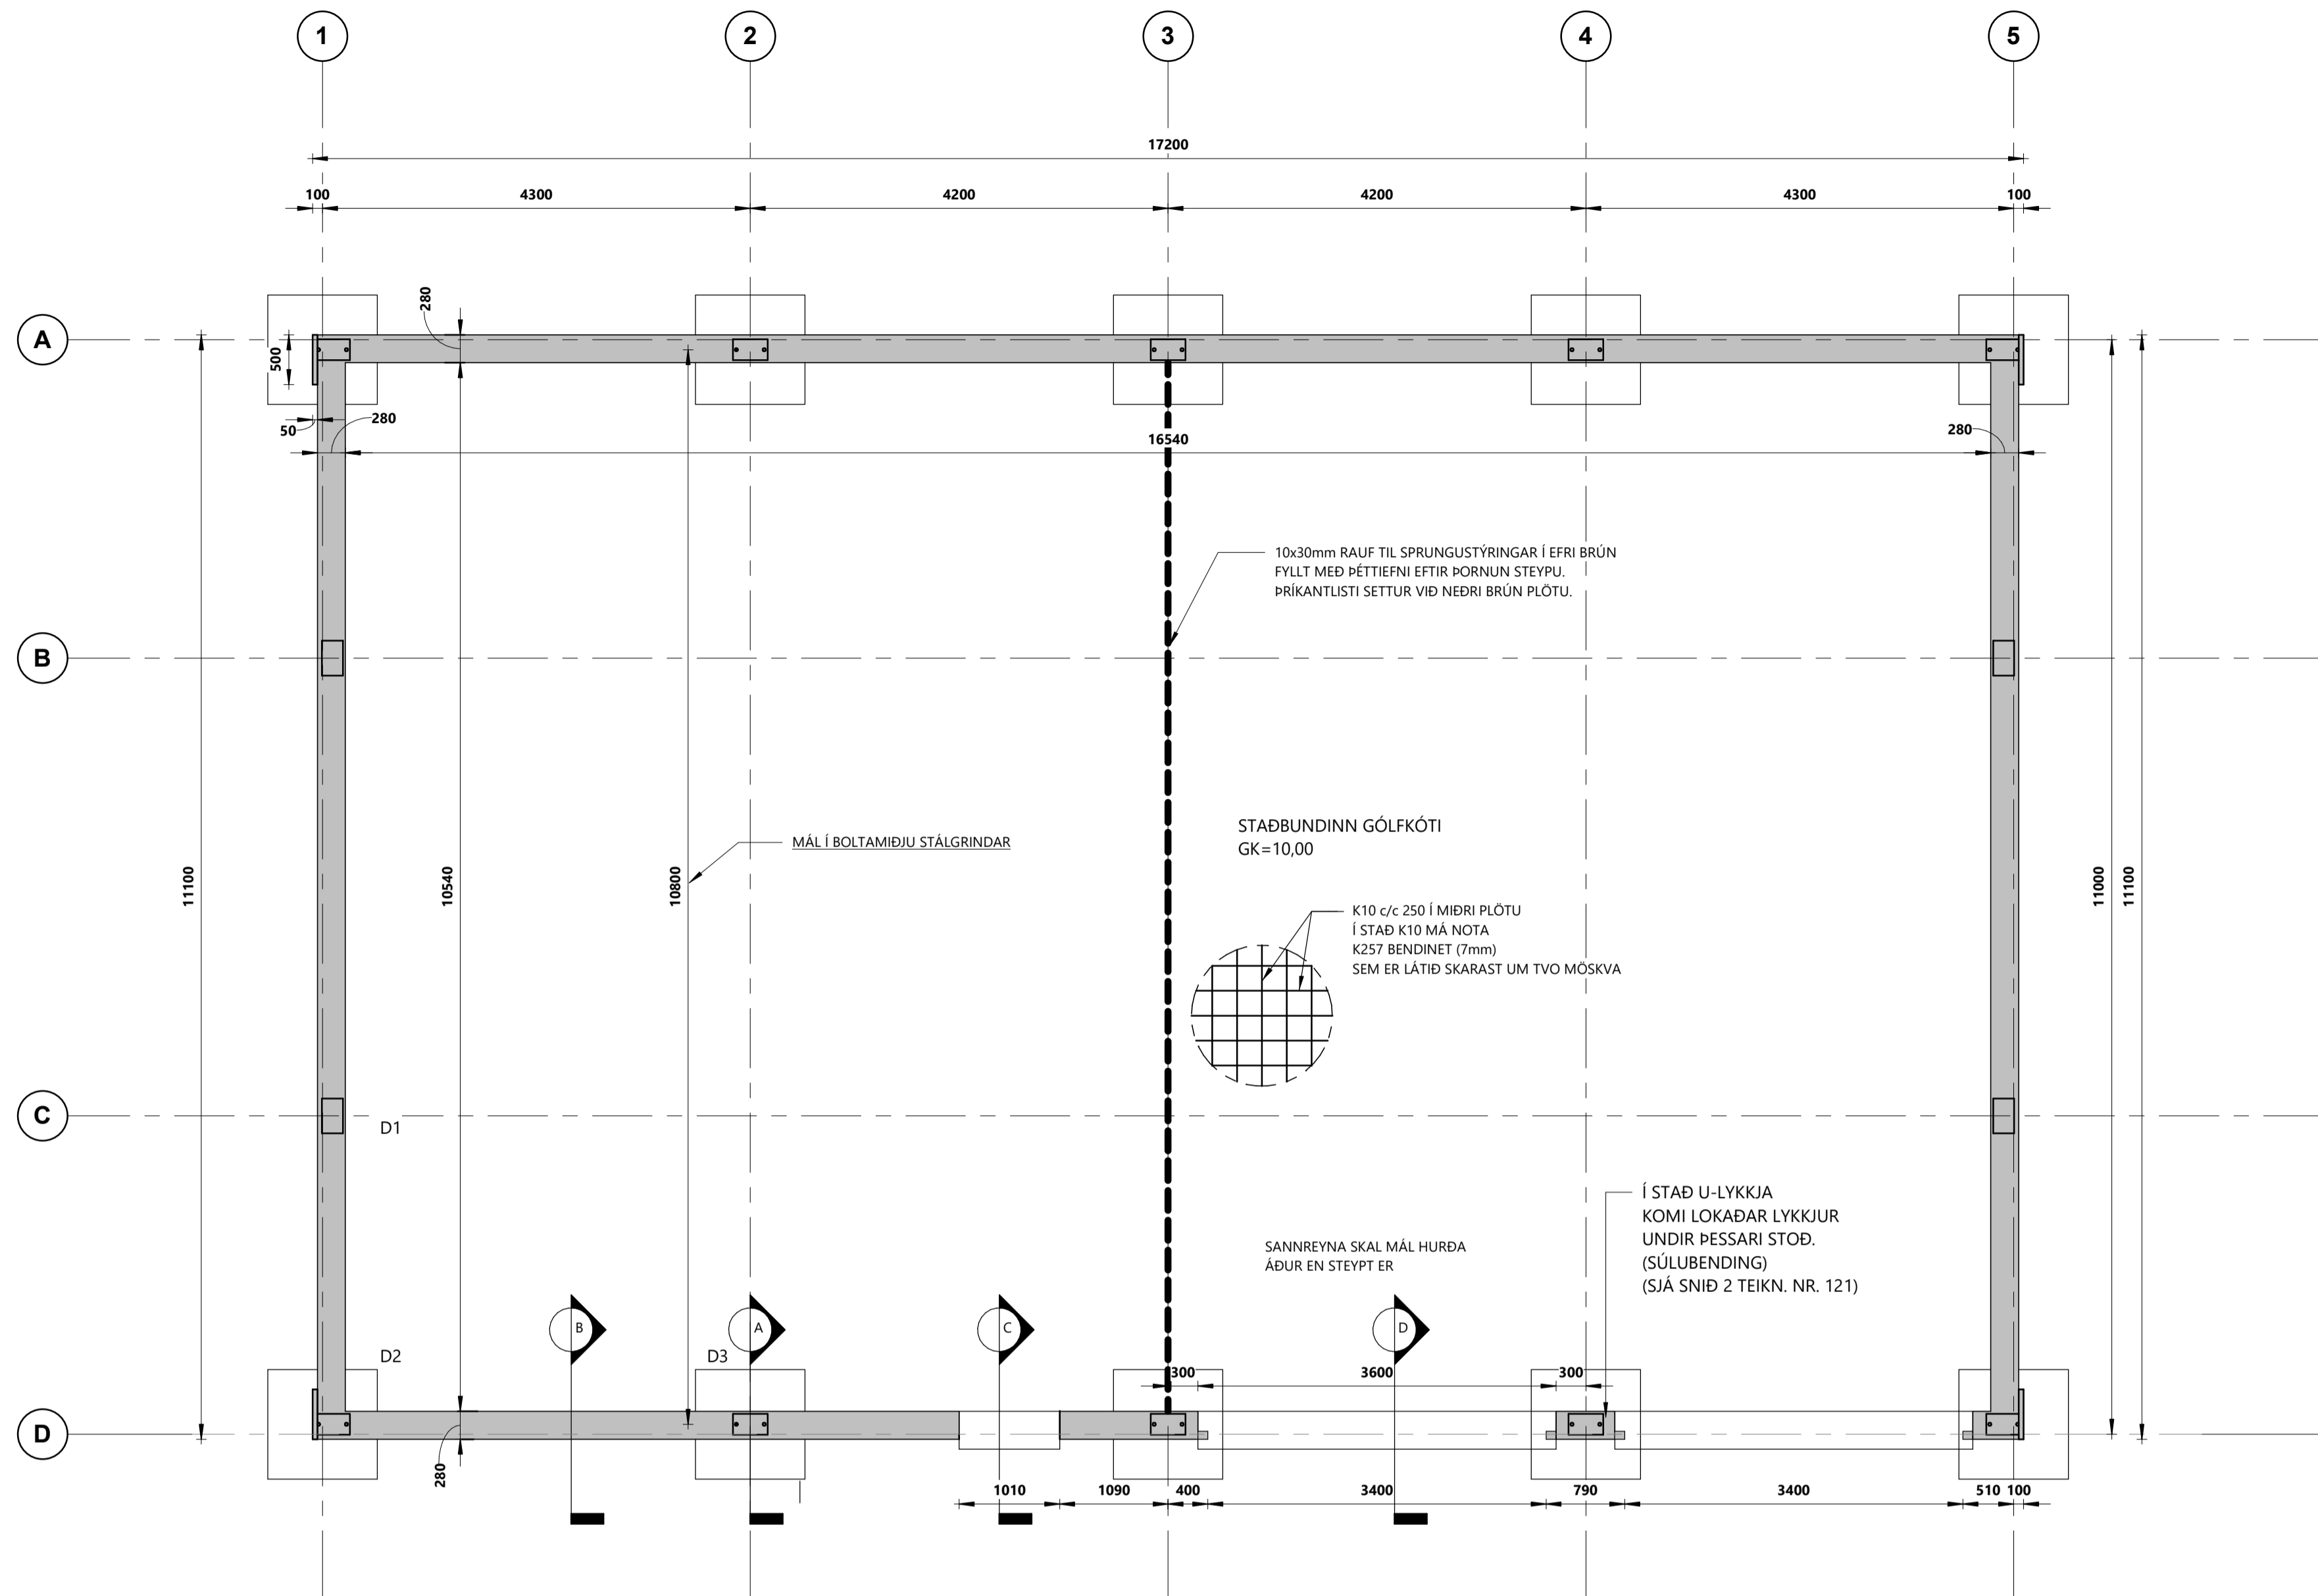 1 2 3 4 5
17200
100 4300 4200 4200 4300 100
280
A
500
50 280 16540 280
10x30mm RAUF TIL SPRUNGUSTÝRINGAR Í EFRI BRÚN
FYLLT MEÐ ÞÉTTIEFNI EFTIR ÞORNUN STEYPU.
ÞRÍKANTLISTI SETTUR VIÐ NEÐRI BRÚN PLÖTU.
B
MÁL Í BOLTAMIÐJU STÁLGRINDAR
STAÐBUNDINN GÓLFKÓTI
GK=10,00
11100 10540 10800 11000 11100
K10 c/c 250 Í MIÐRI PLÖTU
Í STAÐ K10 MÁ NOTA
K257 BENDINET (7mm)
SEM ER LÁTIÐ SKARAST UM TVO MÖSKVA
C
D1
Í STAÐ U-LYKKJA
KOMI LOKAÐAR LYKKJUR
UNDIR ÞESSARI STOÐ.
(SÚLUBENDING)
(SJÁ SNIÐ 2 TEIKN. NR. 121)
SANNREYNA SKAL MÁL HURÐA
ÁÐUR EN STEYPT ER
B A C D
D2 D3
300 3600 300
D
280
1010 1090 400 3400 790 3400 510 100